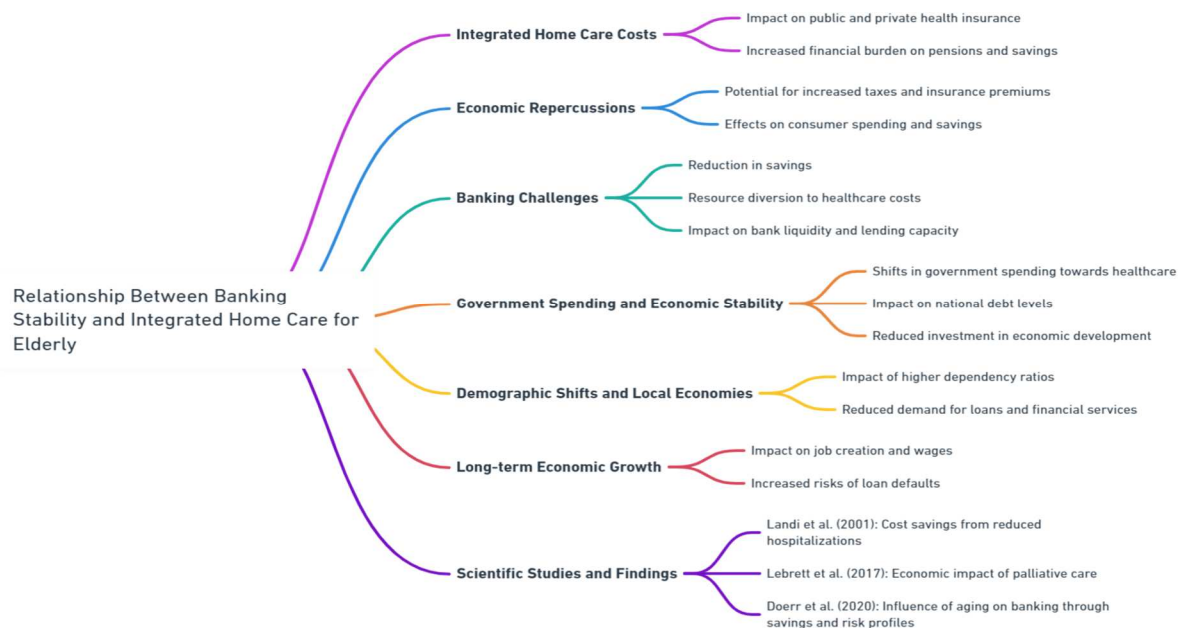 Relationship Between Banking
Stability and Integrated Home Care for
Elderly
Integrated Home Care Costs
Impact on public and private health insurance
Increased financial burden on pensions and savings
Economic Repercussions
Potential for increased taxes and insurance premiums
Effects on consumer spending and savings
Banking Challenges
Reduction in savings
Resource diversion to healthcare costs
Impact on bank liquidity and lending capacity
Government Spending and Economic Stability
Shifts in government spending towards healthcare
Impact on national debt levels
Reduced investment in economic development
Demographic Shifts and Local Economies
Impact of higher dependency ratios
Reduced demand for loans and financial services
Long-term Economic Growth
Impact on job creation and wages
Increased risks of loan defaults
Scientific Studies and Findings
Landi et al. (2001): Cost savings from reduced
hospitalizations
Lebrett et al. (2017): Economic impact of palliative care
Doerr et al. (2020): Influence of aging on banking through
savings and risk profiles